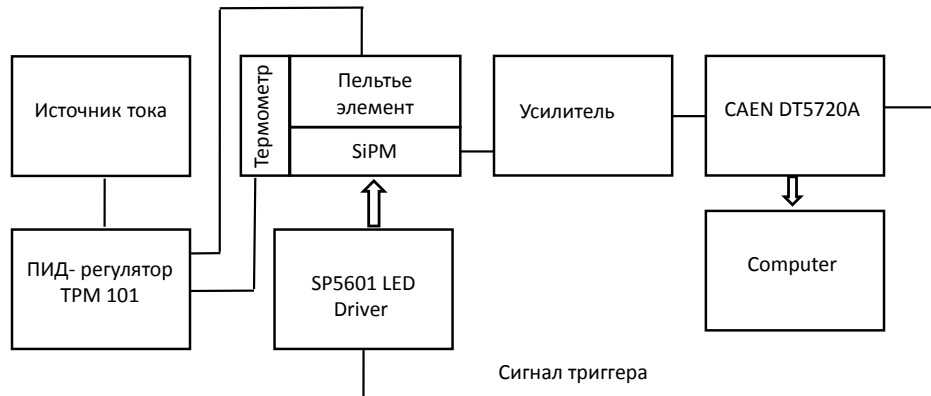 Источник тока
Термометр
Пельтье
элемент
SiPM
Усилитель
CAEN DT5720A
ПИД- регулятор
ТРМ 101
SP5601 LED
Driver
Computer
Сигнал триггера